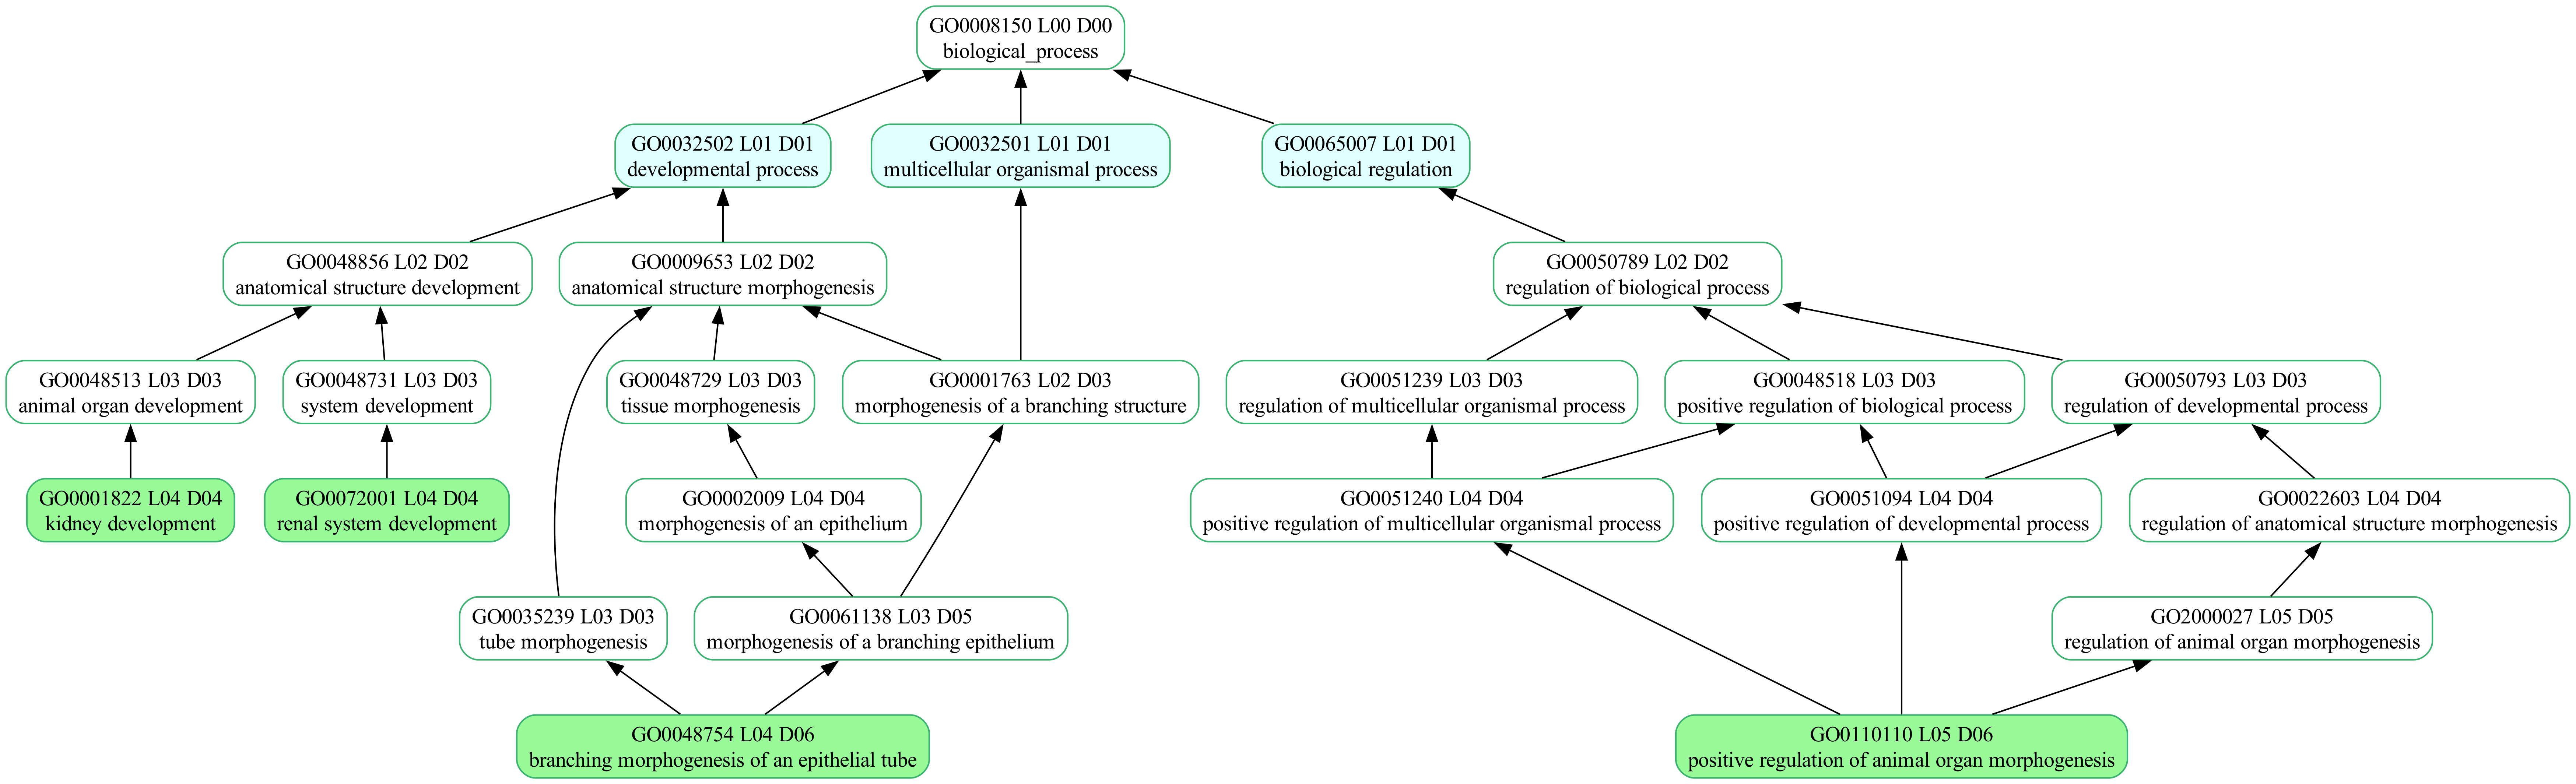 GO0008150 L00 D00
biological_process
GO0032502 L01 D01
developmental process
GO0032501 L01 D01
multicellular organismal process
GO0065007 L01 D01
biological regulation
GO0048856 L02 D02
anatomical structure development
GO0009653 L02 D02
anatomical structure morphogenesis
GO0050789 L02 D02
regulation of biological process
GO0048513 L03 D03
animal organ development
GO0048731 L03 D03
system development
GO0048729 L03 D03
tissue morphogenesis
GO0001763 L02 D03
morphogenesis of a branching structure
GO0051239 L03 D03
regulation of multicellular organismal process
GO0048518 L03 D03
positive regulation of biological process
GO0050793 L03 D03
regulation of developmental process
GO0001822 L04 D04
kidney development
GO0072001 L04 D04
renal system development
GO0002009 L04 D04
morphogenesis of an epithelium
GO0051240 L04 D04
positive regulation of multicellular organismal process
GO0051094 L04 D04
positive regulation of developmental process
GO0022603 L04 D04
regulation of anatomical structure morphogenesis
GO0035239 L03 D03
tube morphogenesis
GO0061138 L03 D05
morphogenesis of a branching epithelium
GO2000027 L05 D05
regulation of animal organ morphogenesis
GO0048754 L04 D06
branching morphogenesis of an epithelial tube
GO0110110 L05 D06
positive regulation of animal organ morphogenesis